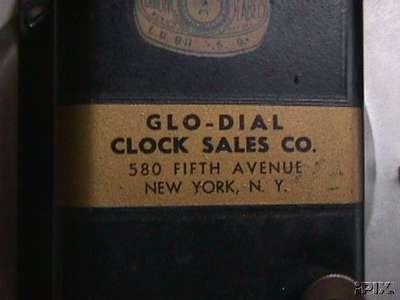 GLO-DIAL
CLOCK SALES CO.
580 FIFTH AVENUE
NEW YORK, N. Y.